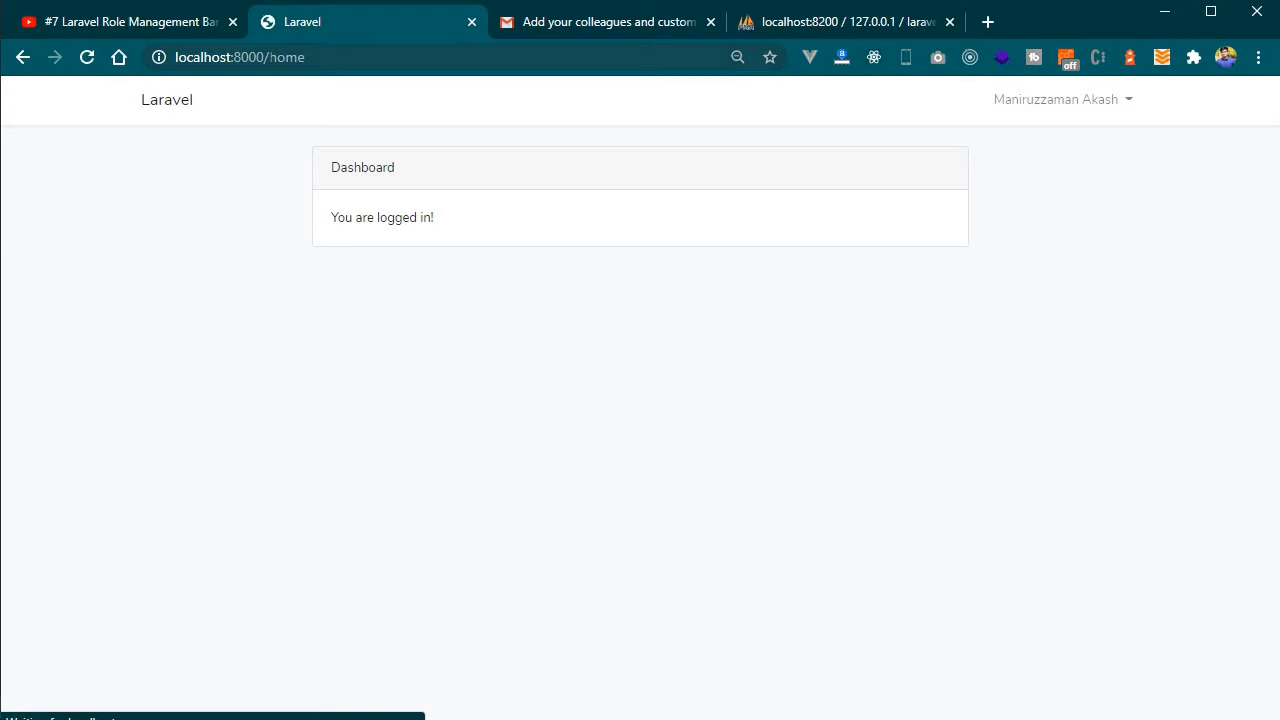 #7 Laravel Role Management Ba
Laravel
Add your colleagues and custom
localhost:8200 / 127.0.0.1 / larave
localhost:8000/home
off
Laravel
Maniruzzaman Akash
Dashboard
You are logged in!